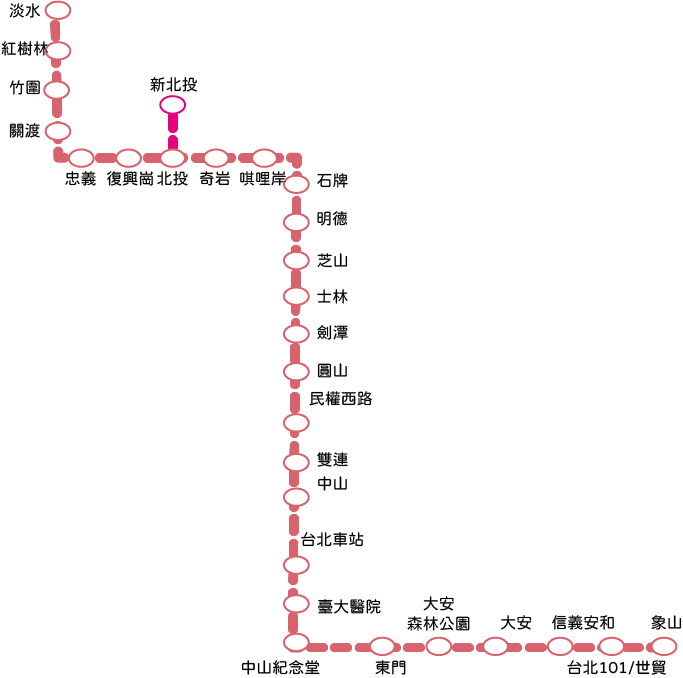 淡水
紅樹林
竹圍
關渡
新北投
忠義
復興崗
北投
奇岩
唭哩岸
石牌
明德
芝山
士林
劍潭
圓山
民權西路
雙連
中山
台北車站
臺大醫院
中山紀念堂
東門
大安
森林公園
大安
信義安和
台北101/世貿
象山